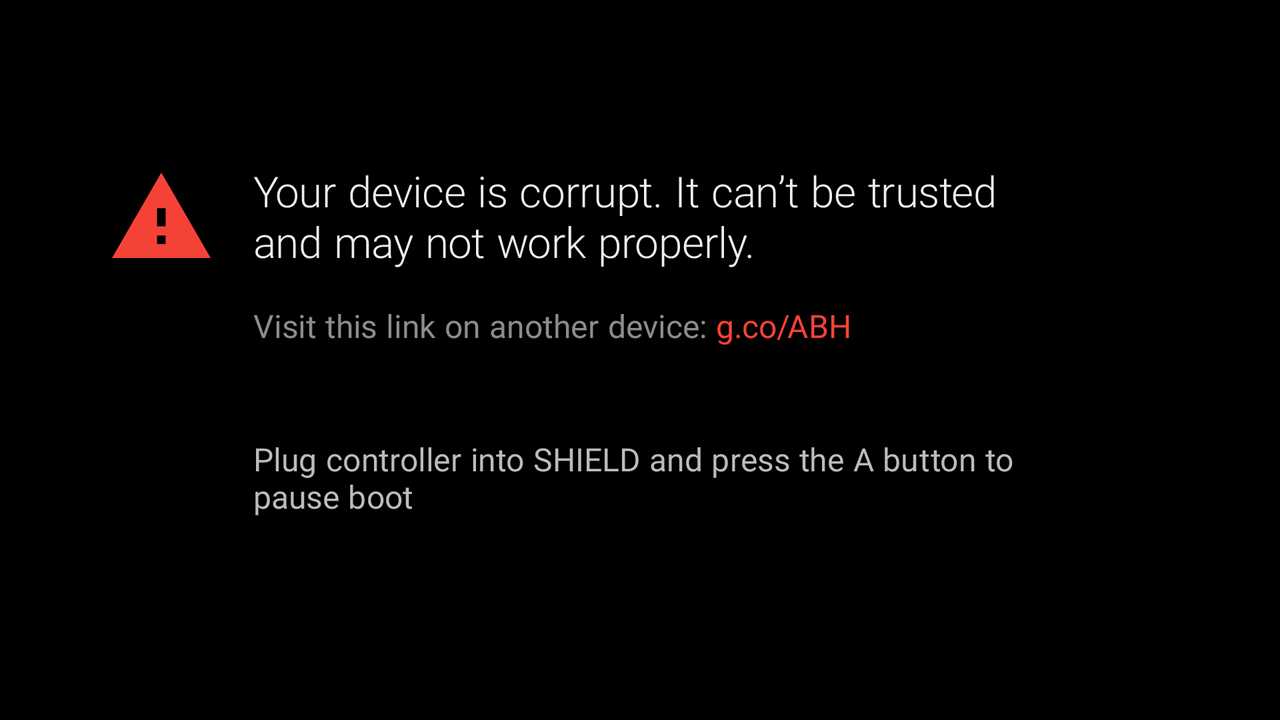 Your device is corrupt. It can’t be trusted
and may not work properly.
Visit this link on another device: g.co/ABH
Plug controller into SHIELD and press the A button to
pause boot